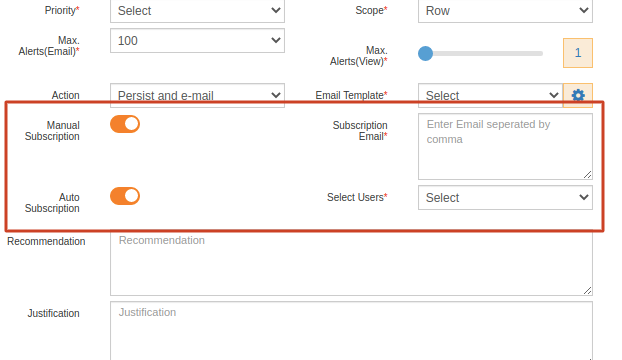 Priority* Select Scope* Row
Max. Alerts(Email)* 100
Max. Alerts(View)* 1
Action Persist and e-mail Email Template* Select
Manual Subscription
Subscription Email* Enter Email seperated by comma
Auto Subscription
Select Users* Select
Recommendation Recommendation
Justification Justification